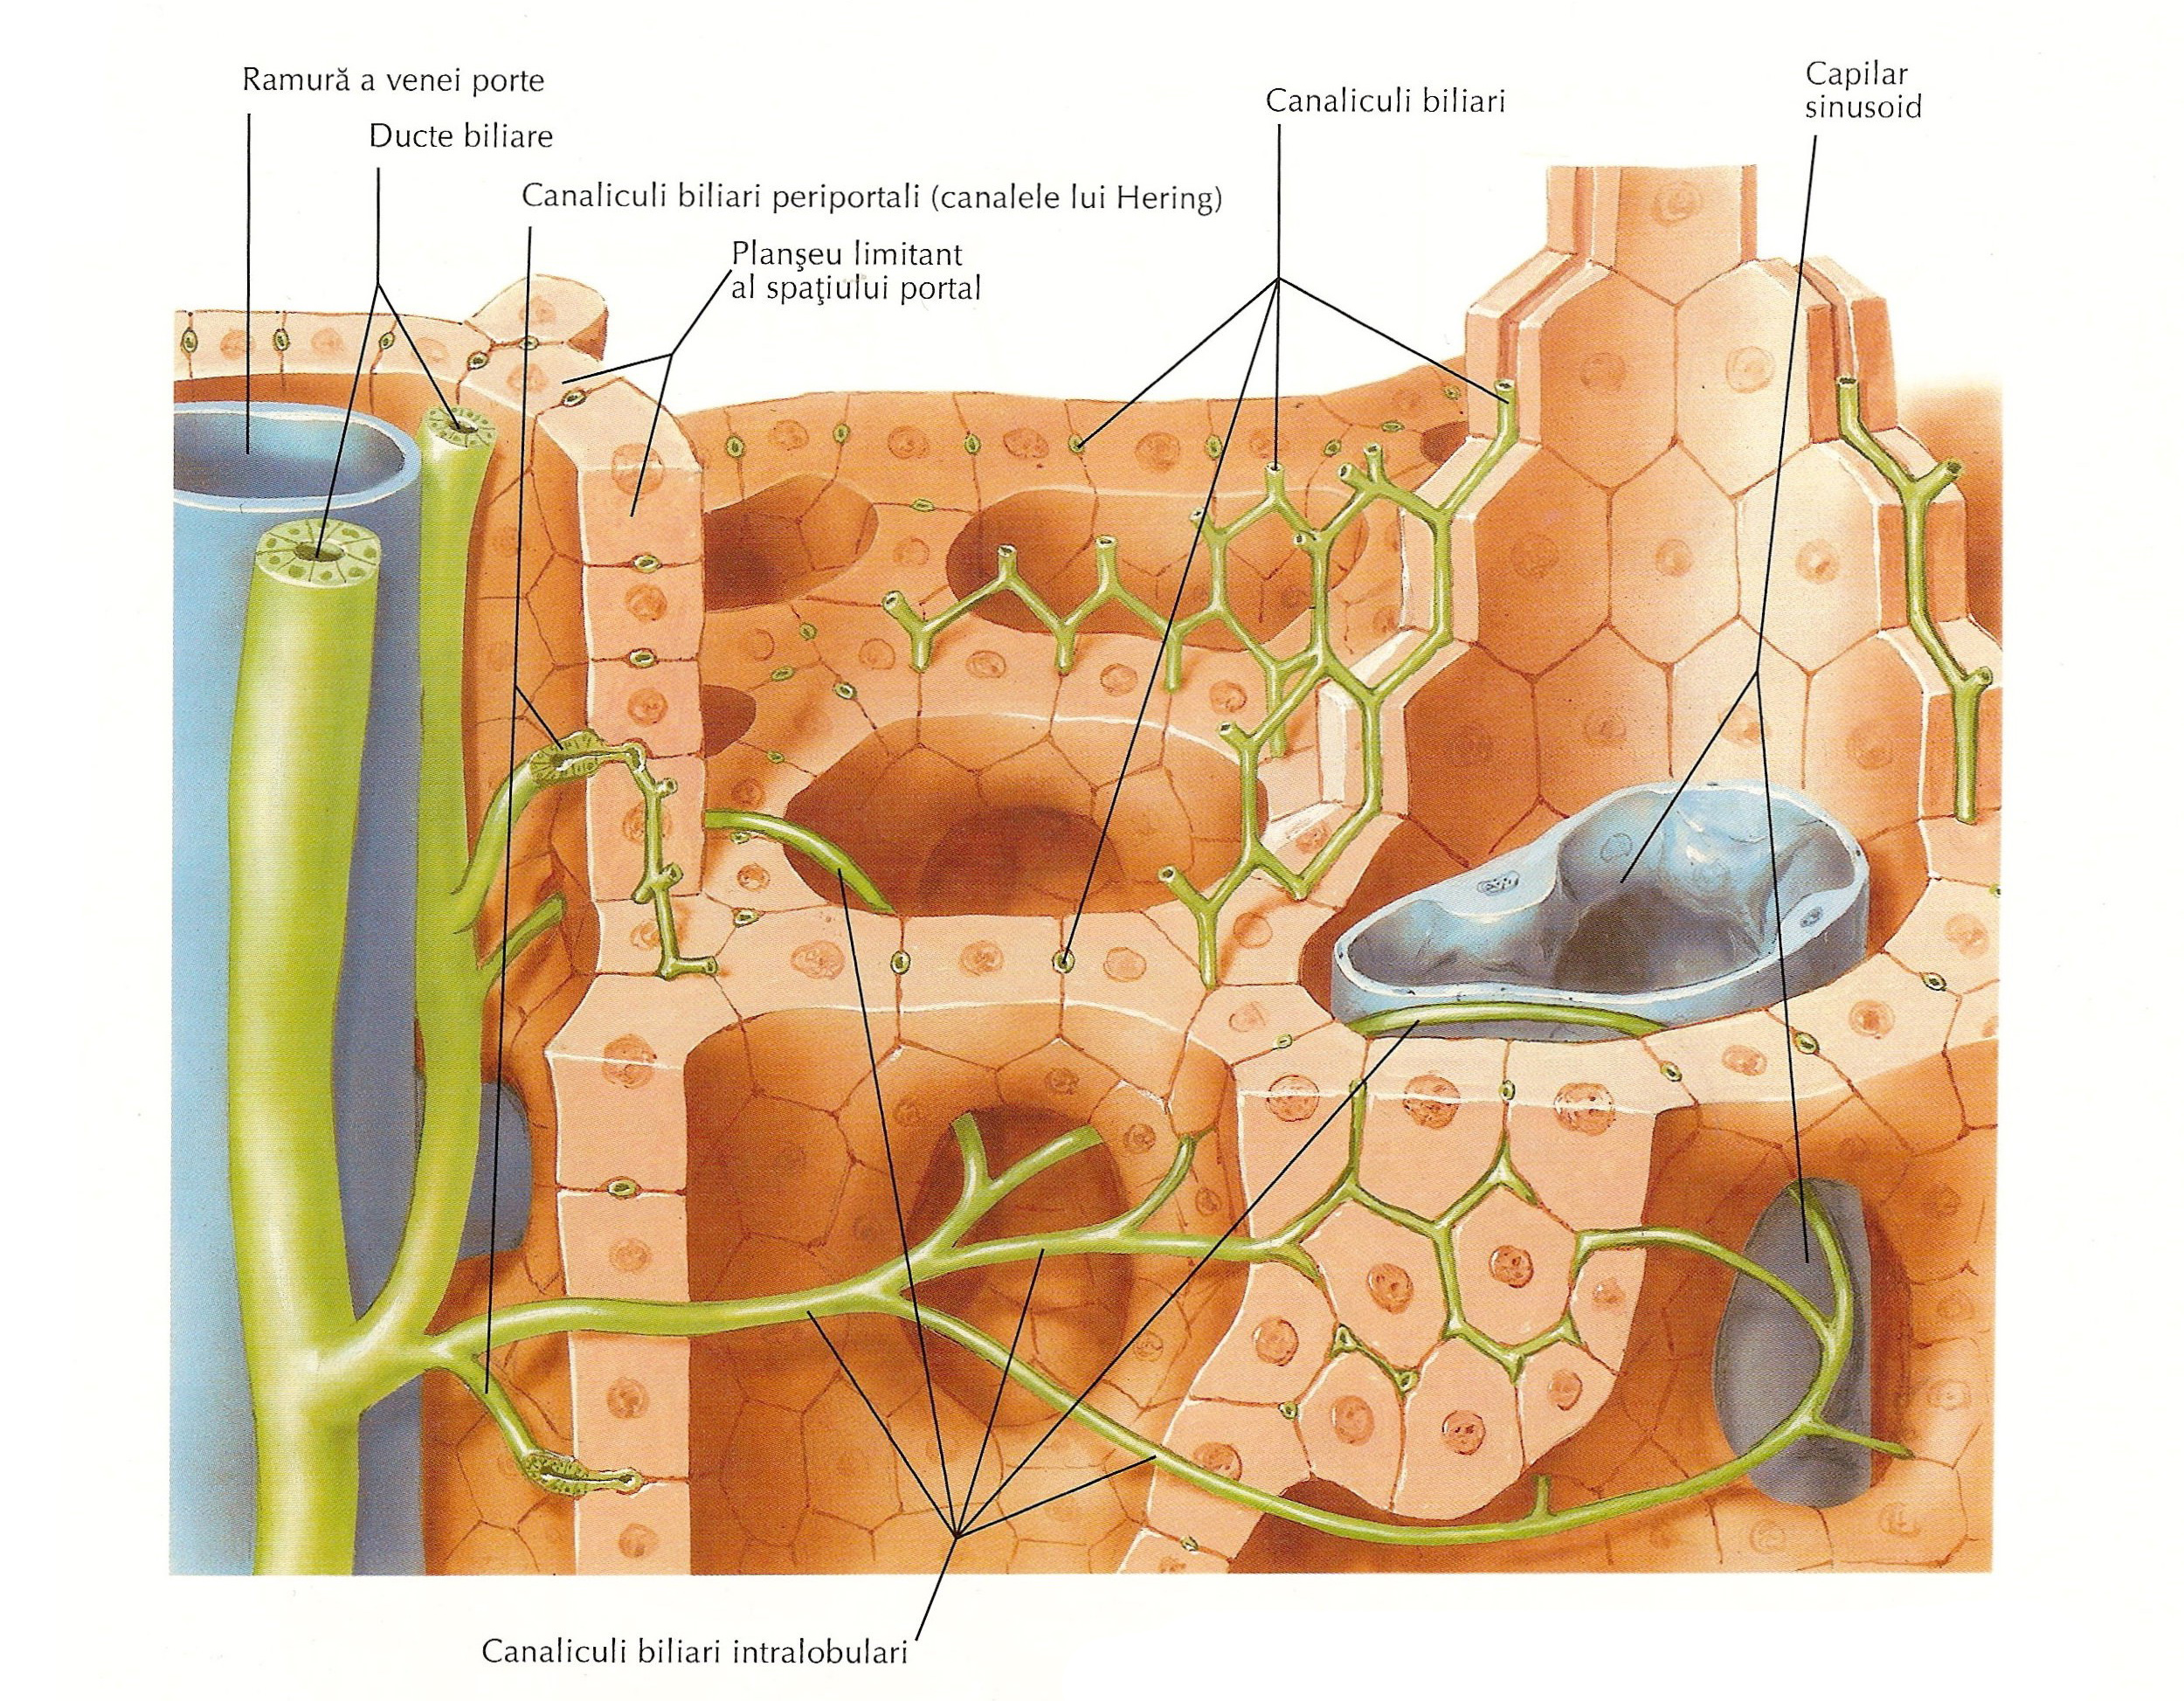 Ramură a venei porte
Ducte biliare
Canaliculi biliari periportali (canalele lui Hering)
Planşeu limitant
al spaţiului portal
Canaliculi biliari
Capilar
sinusoid
Canaliculi biliari intralobulari